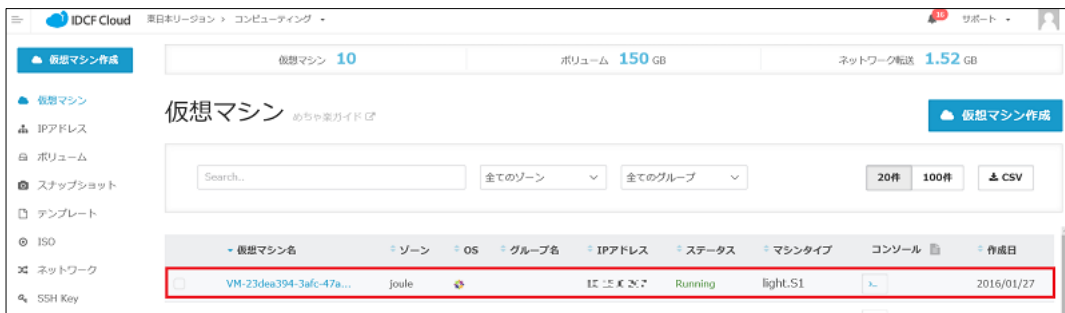 IDCF Cloud 東日本リージョン > コンピューティング 16 サポート
仮想マシン作成 仮想マシン 10 ボリューム 150 GB ネットワーク転送 1.52 GB
仮想マシン
IPアドレス
ボリューム
スナップショット
テンプレート
ISO
ネットワーク
SSH Key
仮想マシン めちゃ楽ガイド 仮想マシン作成
Search... 全てのゾーン 全てのグループ 20件 100件 CSV
仮想マシン名 ゾーン OS グループ名 IPアドレス ステータス マシンタイプ コンソール 作成日
VM-23dea394-3afc-47a... joule Running light.S1 2016/01/27